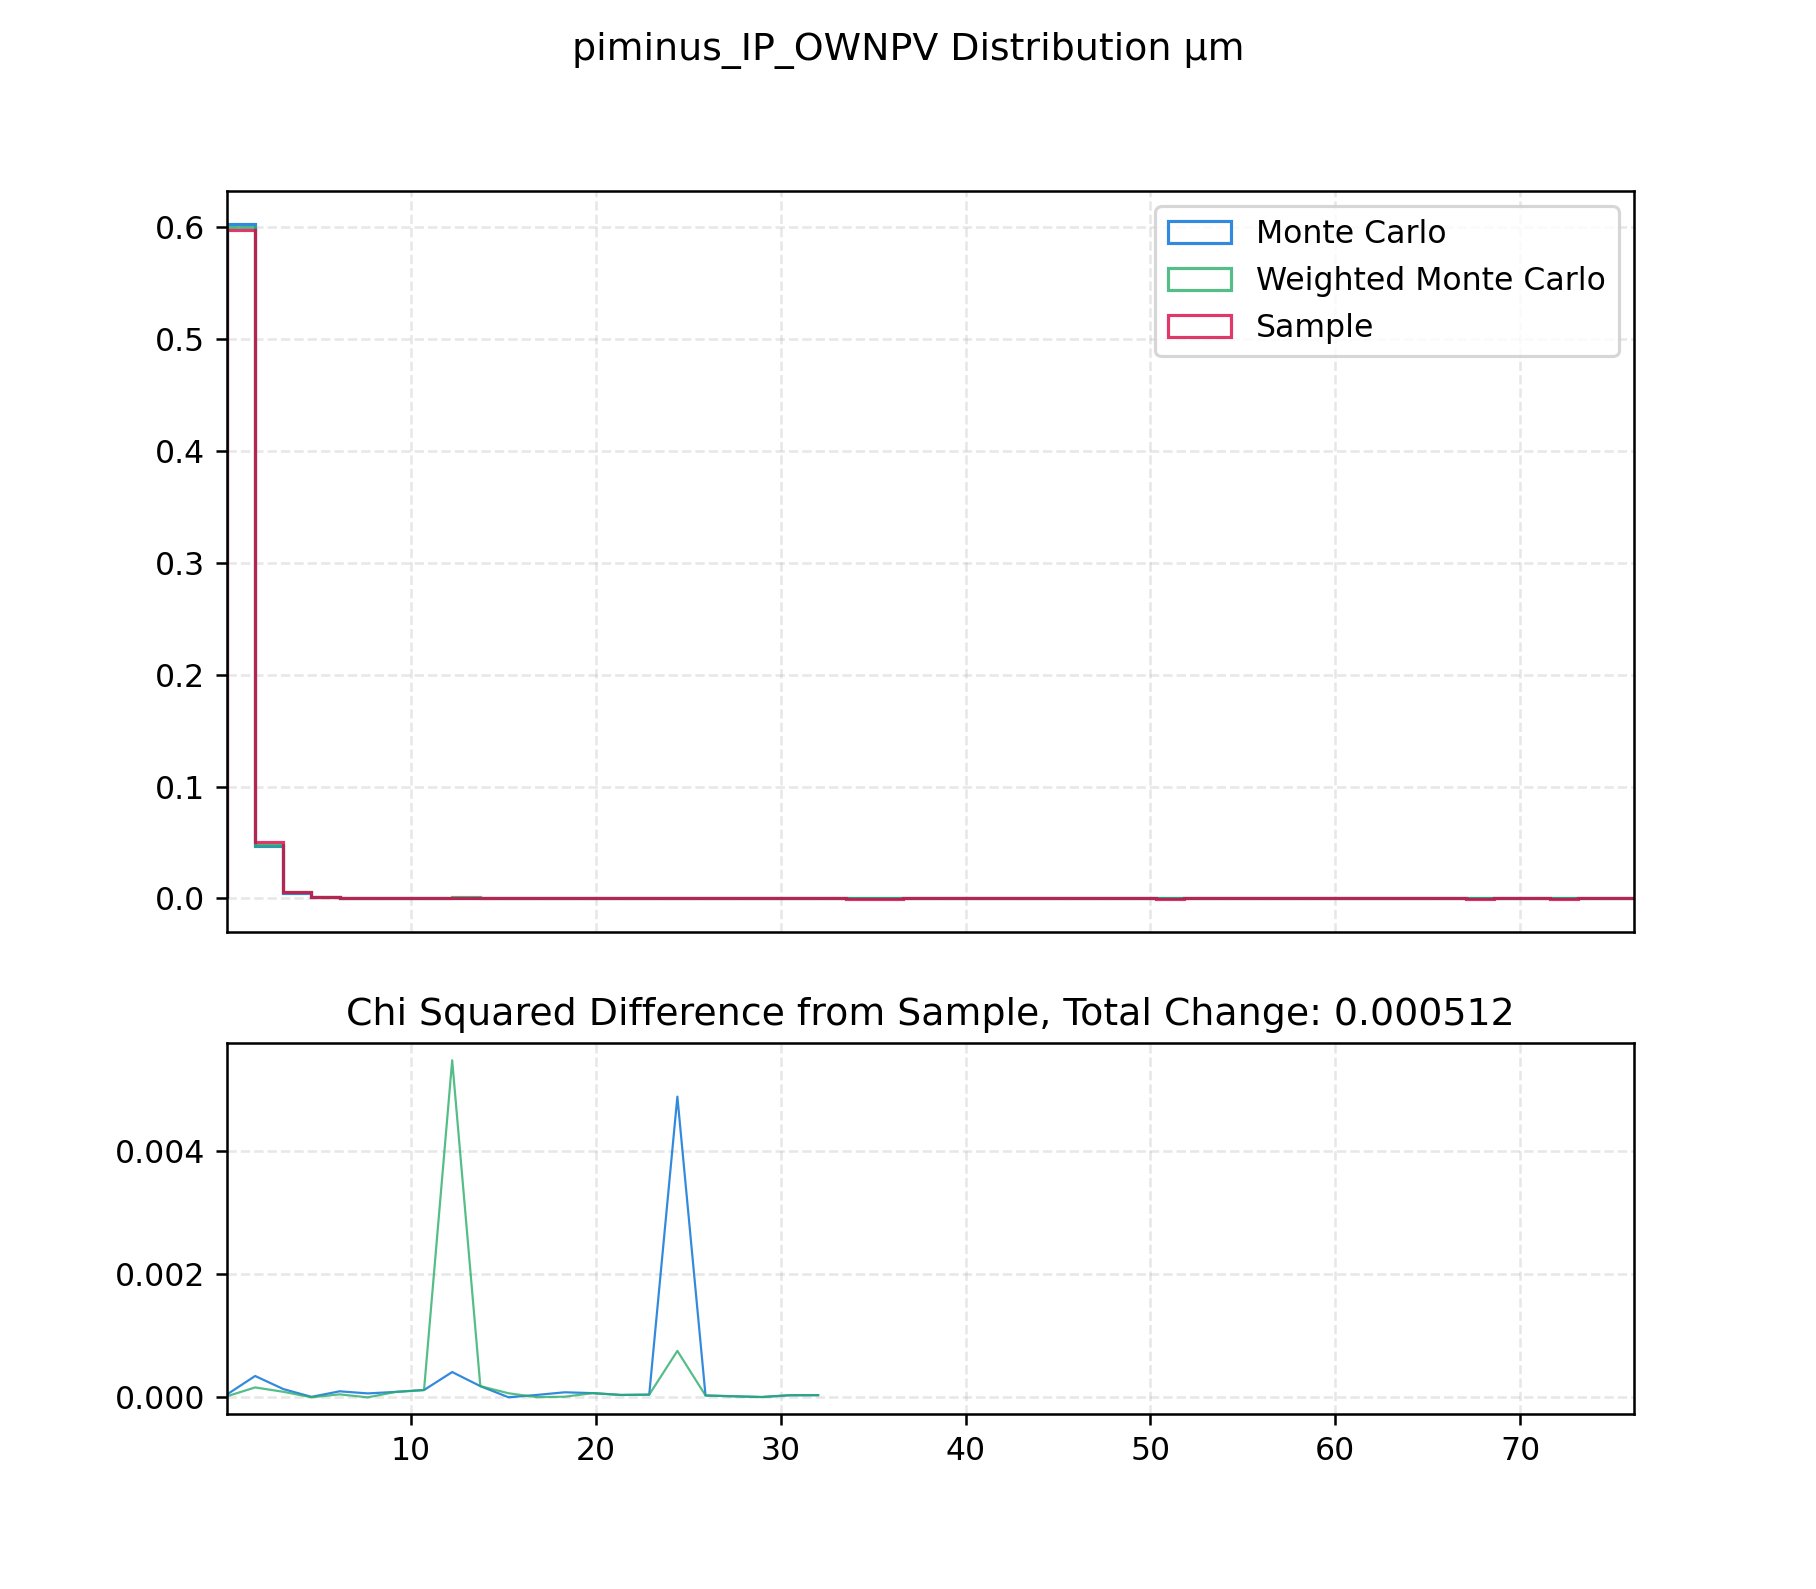 piminus_IP_OWNPV Distribution µm
0.6
0.5
0.4
0.3
0.2
0.1
0.0
Monte Carlo
Weighted Monte Carlo
Sample
Chi Squared Difference from Sample, Total Change: 0.000512
0.004
0.002
0.000
10 20 30 40 50 60 70